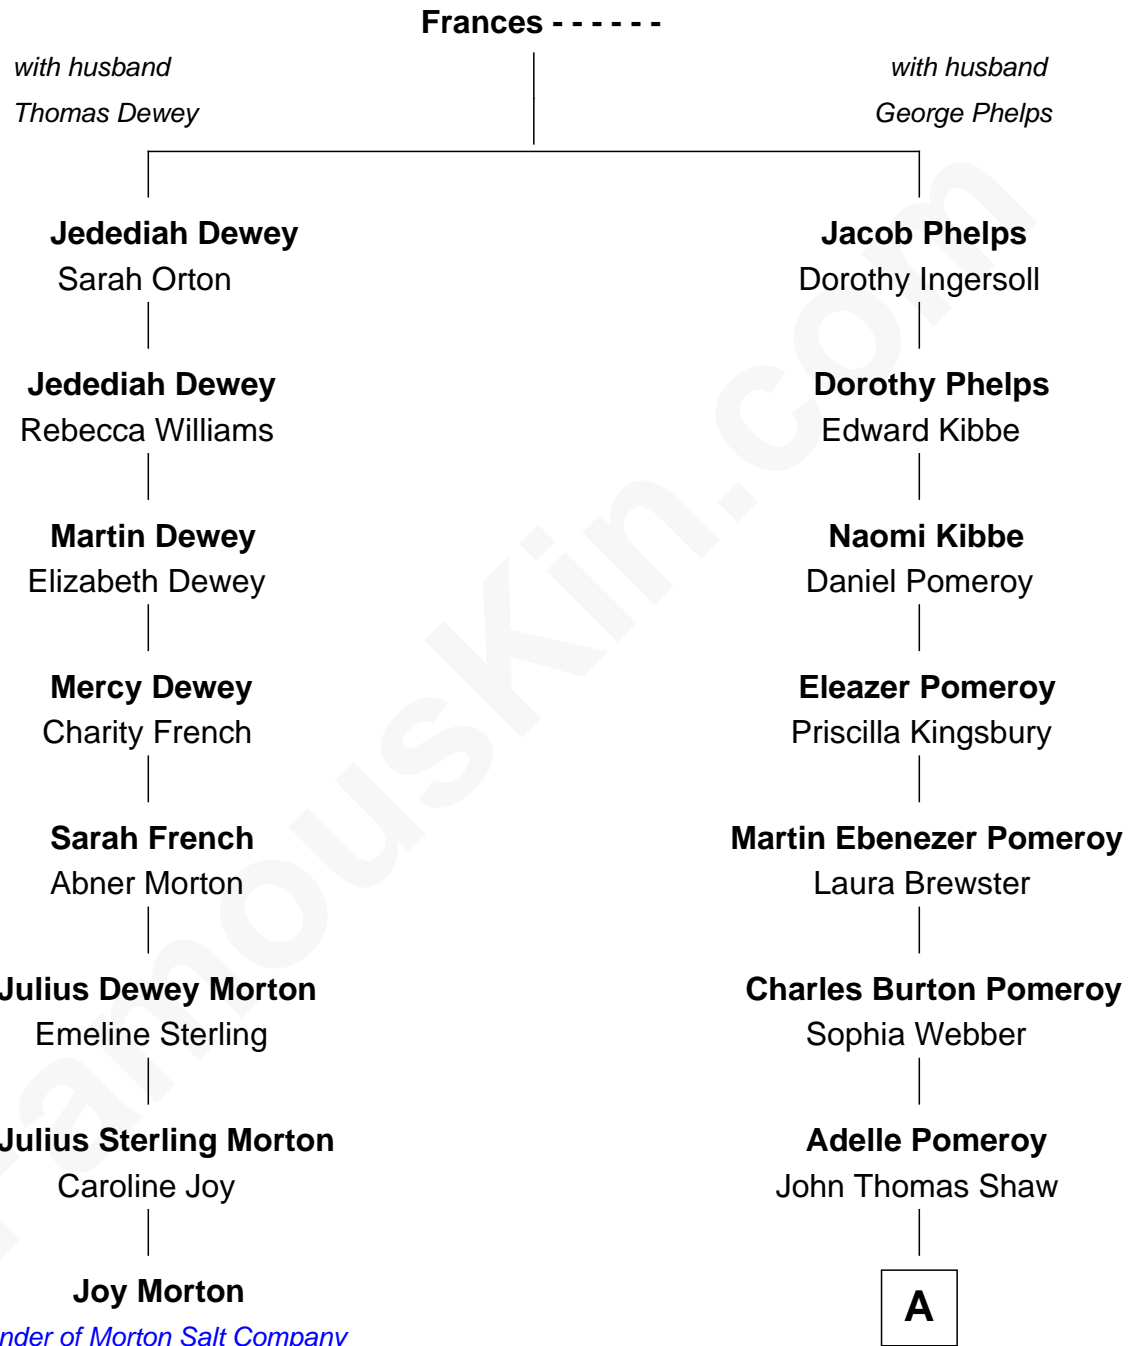 Frances - - - - - -
with husband
Thomas Dewey
with husband
George Phelps
Jedediah Dewey
Sarah Orton
Jacob Phelps
Dorothy Ingersoll
Jedediah Dewey
Rebecca Williams
Dorothy Phelps
Edward Kibbe
Martin Dewey
Elizabeth Dewey
Naomi Kibbe
Daniel Pomeroy
Mercy Dewey
Charity French
Eleazer Pomeroy
Priscilla Kingsbury
Sarah French
Abner Morton
Martin Ebenezer Pomeroy
Laura Brewster
Julius Dewey Morton
Emeline Sterling
Charles Burton Pomeroy
Sophia Webber
Julius Sterling Morton
Caroline Joy
Adelle Pomeroy
John Thomas Shaw
Joy Morton
nder of Morton Salt Company
A
FamousKin.com